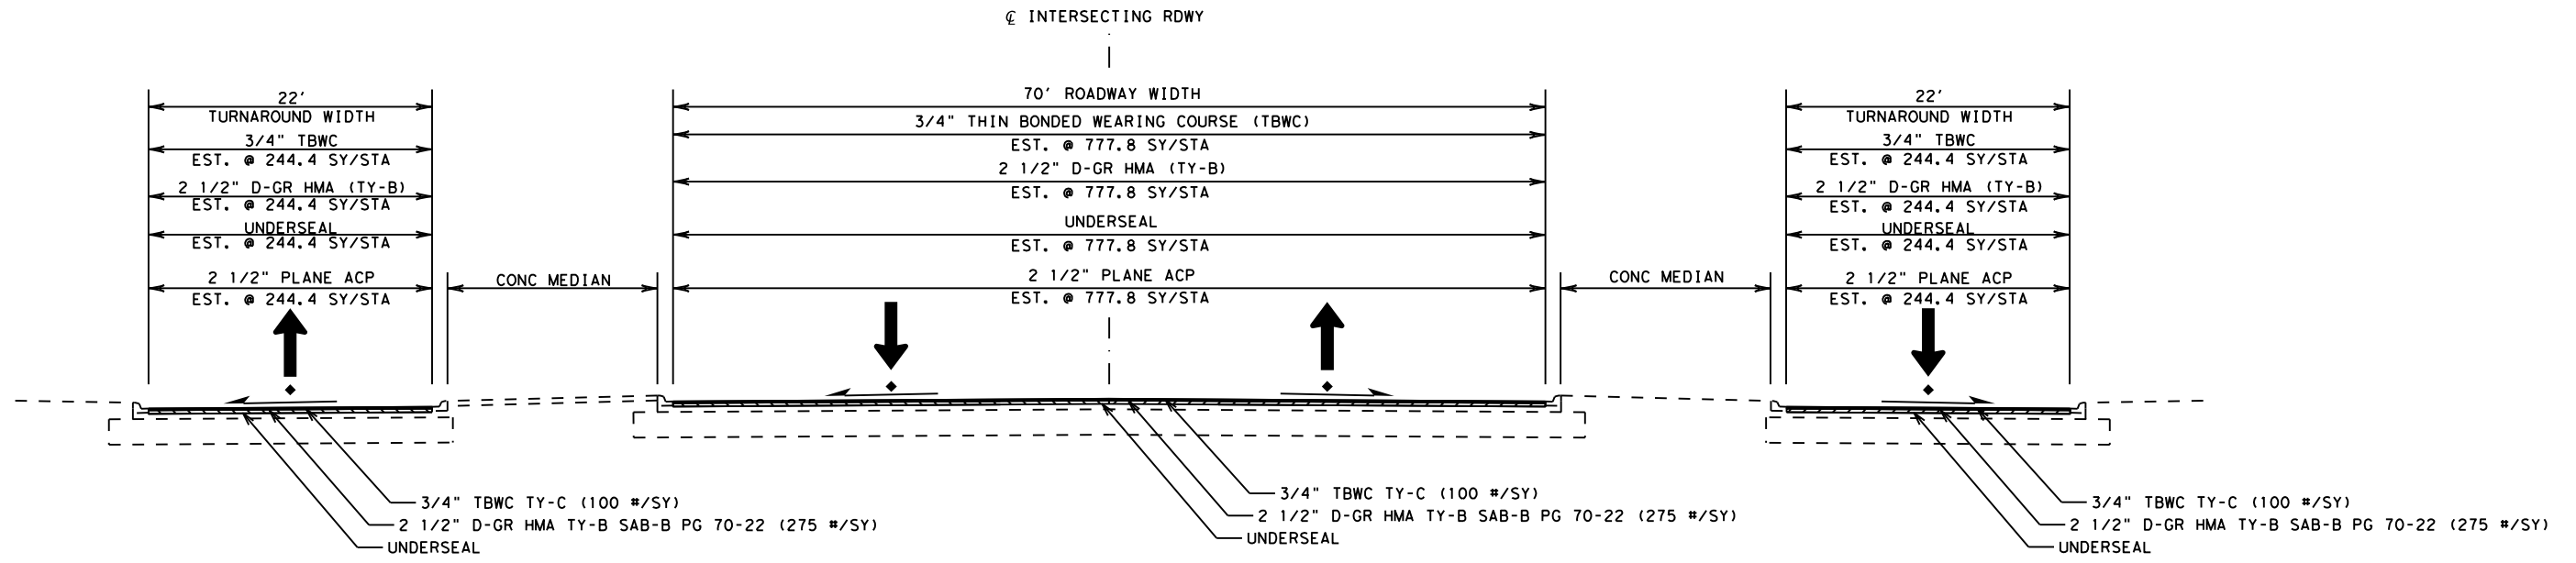 ℄ INTERSECTING RDWY
22'
TURNAROUND WIDTH
3/4" TBWC
EST. @ 244.4 SY/STA
2 1/2" D-GR HMA (TY-B)
EST. @ 244.4 SY/STA
UNDERSEAL
EST. @ 244.4 SY/STA
2 1/2" PLANE ACP
EST. @ 244.4 SY/STA
CONC MEDIAN
70' ROADWAY WIDTH
3/4" THIN BONDED WEARING COURSE (TBWC)
EST. @ 777.8 SY/STA
2 1/2" D-GR HMA (TY-B)
EST. @ 777.8 SY/STA
UNDERSEAL
EST. @ 777.8 SY/STA
2 1/2" PLANE ACP
EST. @ 777.8 SY/STA
CONC MEDIAN
22'
TURNAROUND WIDTH
3/4" TBWC
EST. @ 244.4 SY/STA
2 1/2" D-GR HMA (TY-B)
EST. @ 244.4 SY/STA
UNDERSEAL
EST. @ 244.4 SY/STA
2 1/2" PLANE ACP
EST. @ 244.4 SY/STA
3/4" TBWC TY-C (100 #/SY)
2 1/2" D-GR HMA TY-B SAB-B PG 70-22 (275 #/SY)
UNDERSEAL
3/4" TBWC TY-C (100 #/SY)
2 1/2" D-GR HMA TY-B SAB-B PG 70-22 (275 #/SY)
UNDERSEAL
3/4" TBWC TY-C (100 #/SY)
2 1/2" D-GR HMA TY-B SAB-B PG 70-22 (275 #/SY)
UNDERSEAL